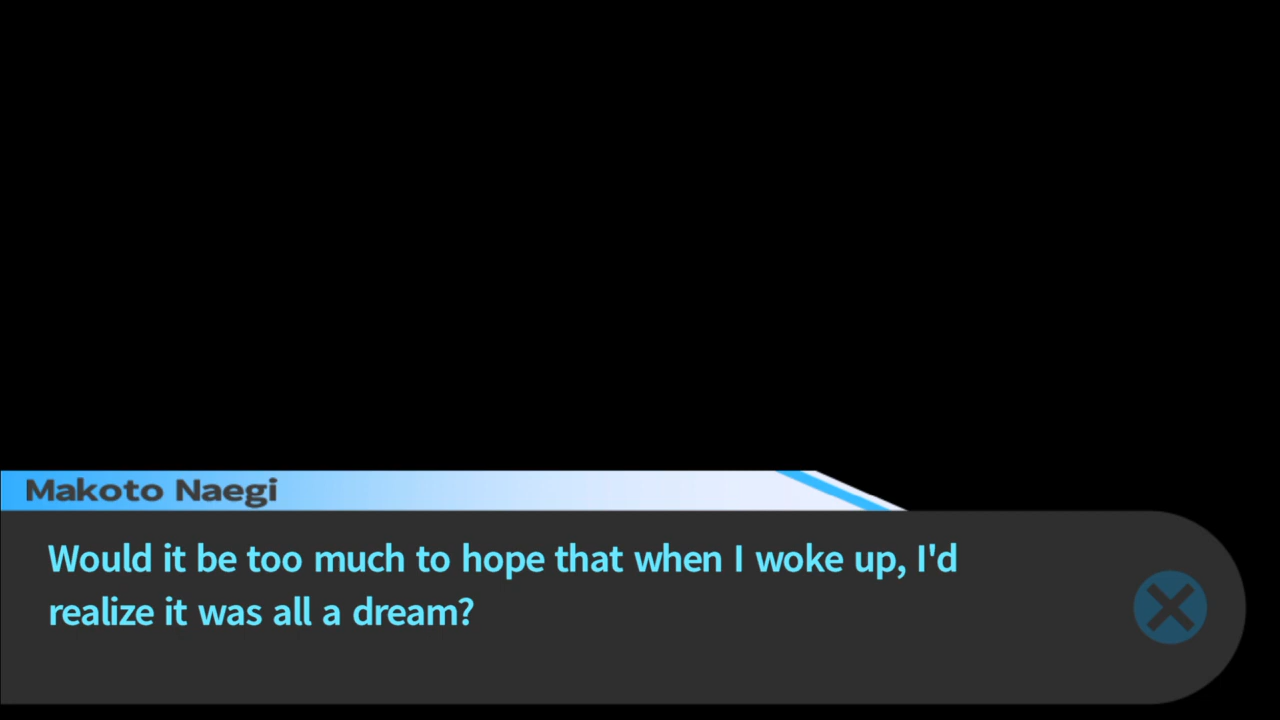 Makoto Naegi
Would it be too much to hope that when I woke up, I'd
realize it was all a dream?